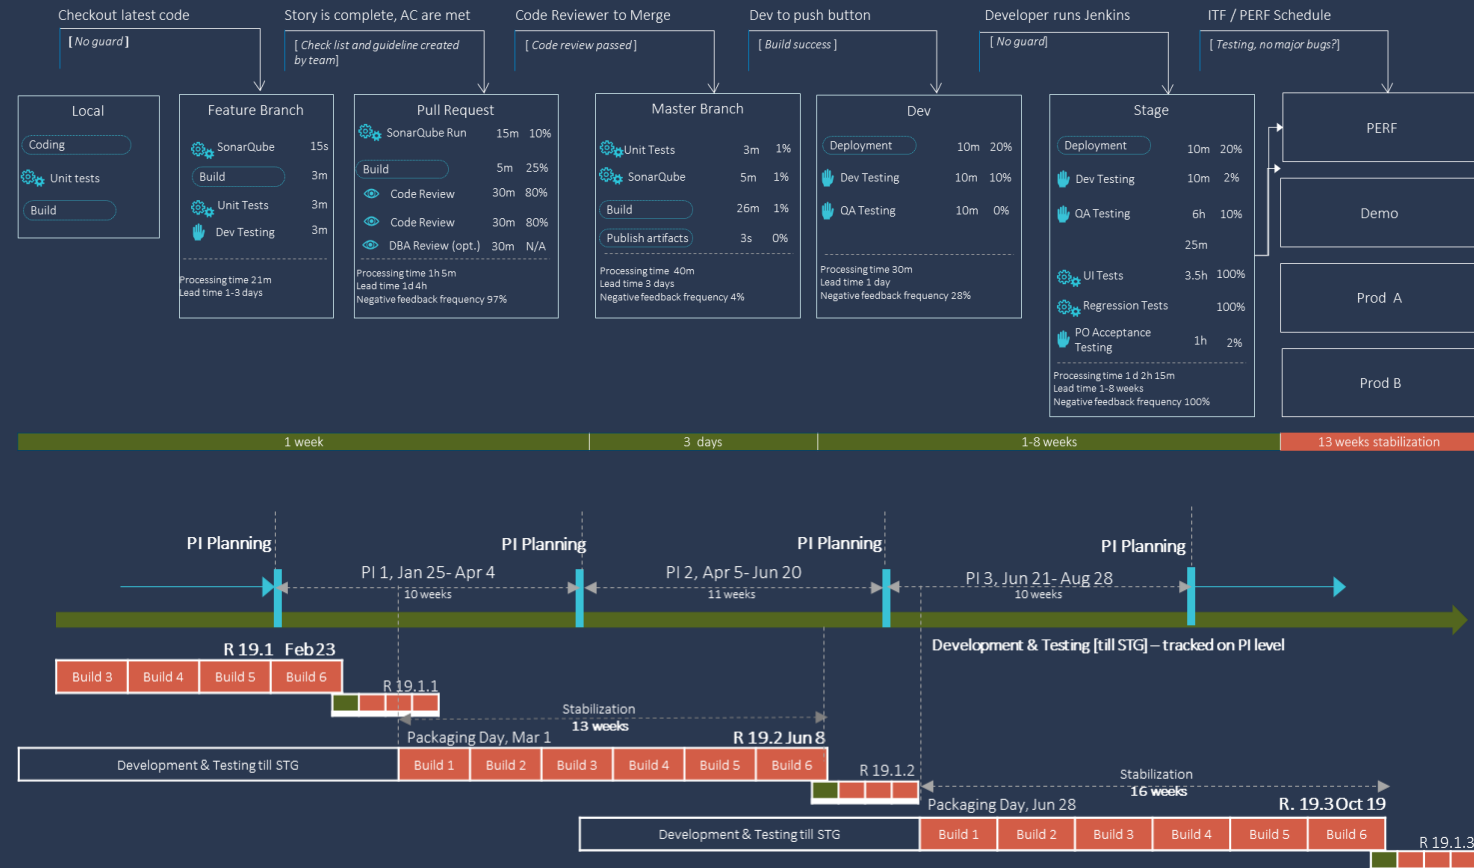 Checkout latest code
[ No guard ]
Story is complete, AC are met
[ Check list and guideline created
by team]
Code Reviewer to Merge
[ Code review passed ]
Dev to push button
[ Build success ]
Developer runs Jenkins
[ No guard]
ITF / PERF Schedule
[ Testing, no major bugs?]
Local
Coding
Unit tests
Build
Feature Branch
SonarQube 15s
Build 3m
Unit Tests 3m
Dev Testing 3m
Processing time 21m
Lead time 1-3 days
Pull Request
SonarQube Run 15m 10%
Build 5m 25%
Code Review 30m 80%
Code Review 30m 80%
DBA Review (opt.) 30m N/A
Processing time 1h 5m
Lead time 1d 4h
Negative feedback frequency 97%
Master Branch
Unit Tests 3m 1%
SonarQube 5m 1%
Build 26m 1%
Publish artifacts 3s 0%
Processing time 40m
Lead time 3 days
Negative feedback frequency 4%
Dev
Deployment 10m 20%
Dev Testing 10m 10%
QA Testing 10m 0%
Processing time 30m
Lead time 1 day
Negative feedback frequency 28%
Stage
Deployment 10m 20%
Dev Testing 10m 2%
QA Testing 6h 10%
25m
UI Tests 3.5h 100%
Regression Tests 100%
PO Acceptance
Testing 1h 2%
Processing time 1 d 2h 15m
Lead time 1-8 weeks
Negative feedback frequency 100%
PERF
Demo
Prod A
Prod B
1 week
3 days
1-8 weeks
13 weeks stabilization
PI Planning
PI Planning
PI Planning
PI Planning
PI 1, Jan 25- Apr 4
10 weeks
PI 2, Apr 5- Jun 20
11 weeks
PI 3, Jun 21- Aug 28
10 weeks
Development & Testing [till STG] – tracked on PI level
R 19.1 Feb 23
Build 3 Build 4 Build 5 Build 6
R 19.1.1
Stabilization
13 weeks
Packaging Day, Mar 1
R 19.2 Jun 8
Development & Testing till STG
Build 1 Build 2 Build 3 Build 4 Build 5 Build 6
R 19.1.2
Stabilization
16 weeks
Packaging Day, Jun 28
R. 19.3 Oct 19
Development & Testing till STG
Build 1 Build 2 Build 3 Build 4 Build 5 Build 6
R 19.1.3